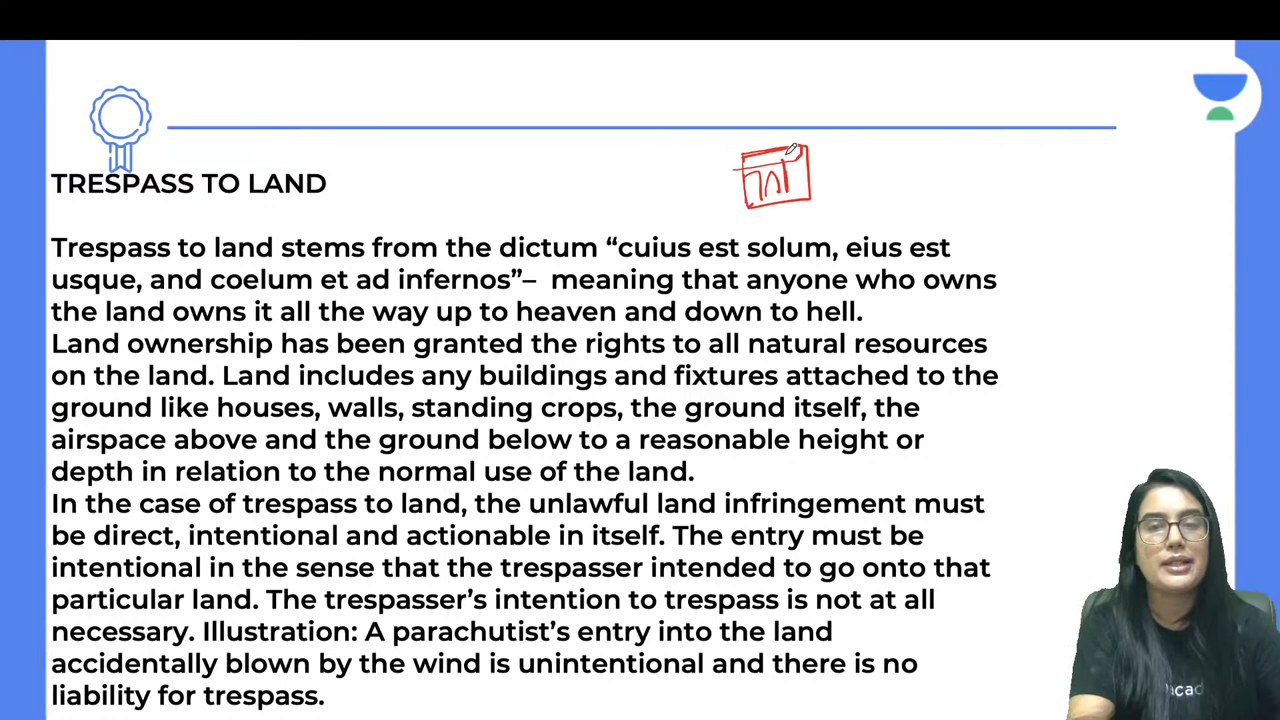 TRESPASS TO LAND
Trespass to land stems from the dictum “cuius est solum, eius est
usque, and coelum et ad infernos”– meaning that anyone who owns
the land owns it all the way up to heaven and down to hell.
Land ownership has been granted the rights to all natural resources
on the land. Land includes any buildings and fixtures attached to the
ground like houses, walls, standing crops, the ground itself, the
airspace above and the ground below to a reasonable height or
depth in relation to the normal use of the land.
In the case of trespass to land, the unlawful land infringement must
be direct, intentional and actionable in itself. The entry must be
intentional in the sense that the trespasser intended to go onto that
particular land. The trespasser’s intention to trespass is not at all
necessary. Illustration: A parachutist’s entry into the land
accidentally blown by the wind is unintentional and there is no
liability for trespass.